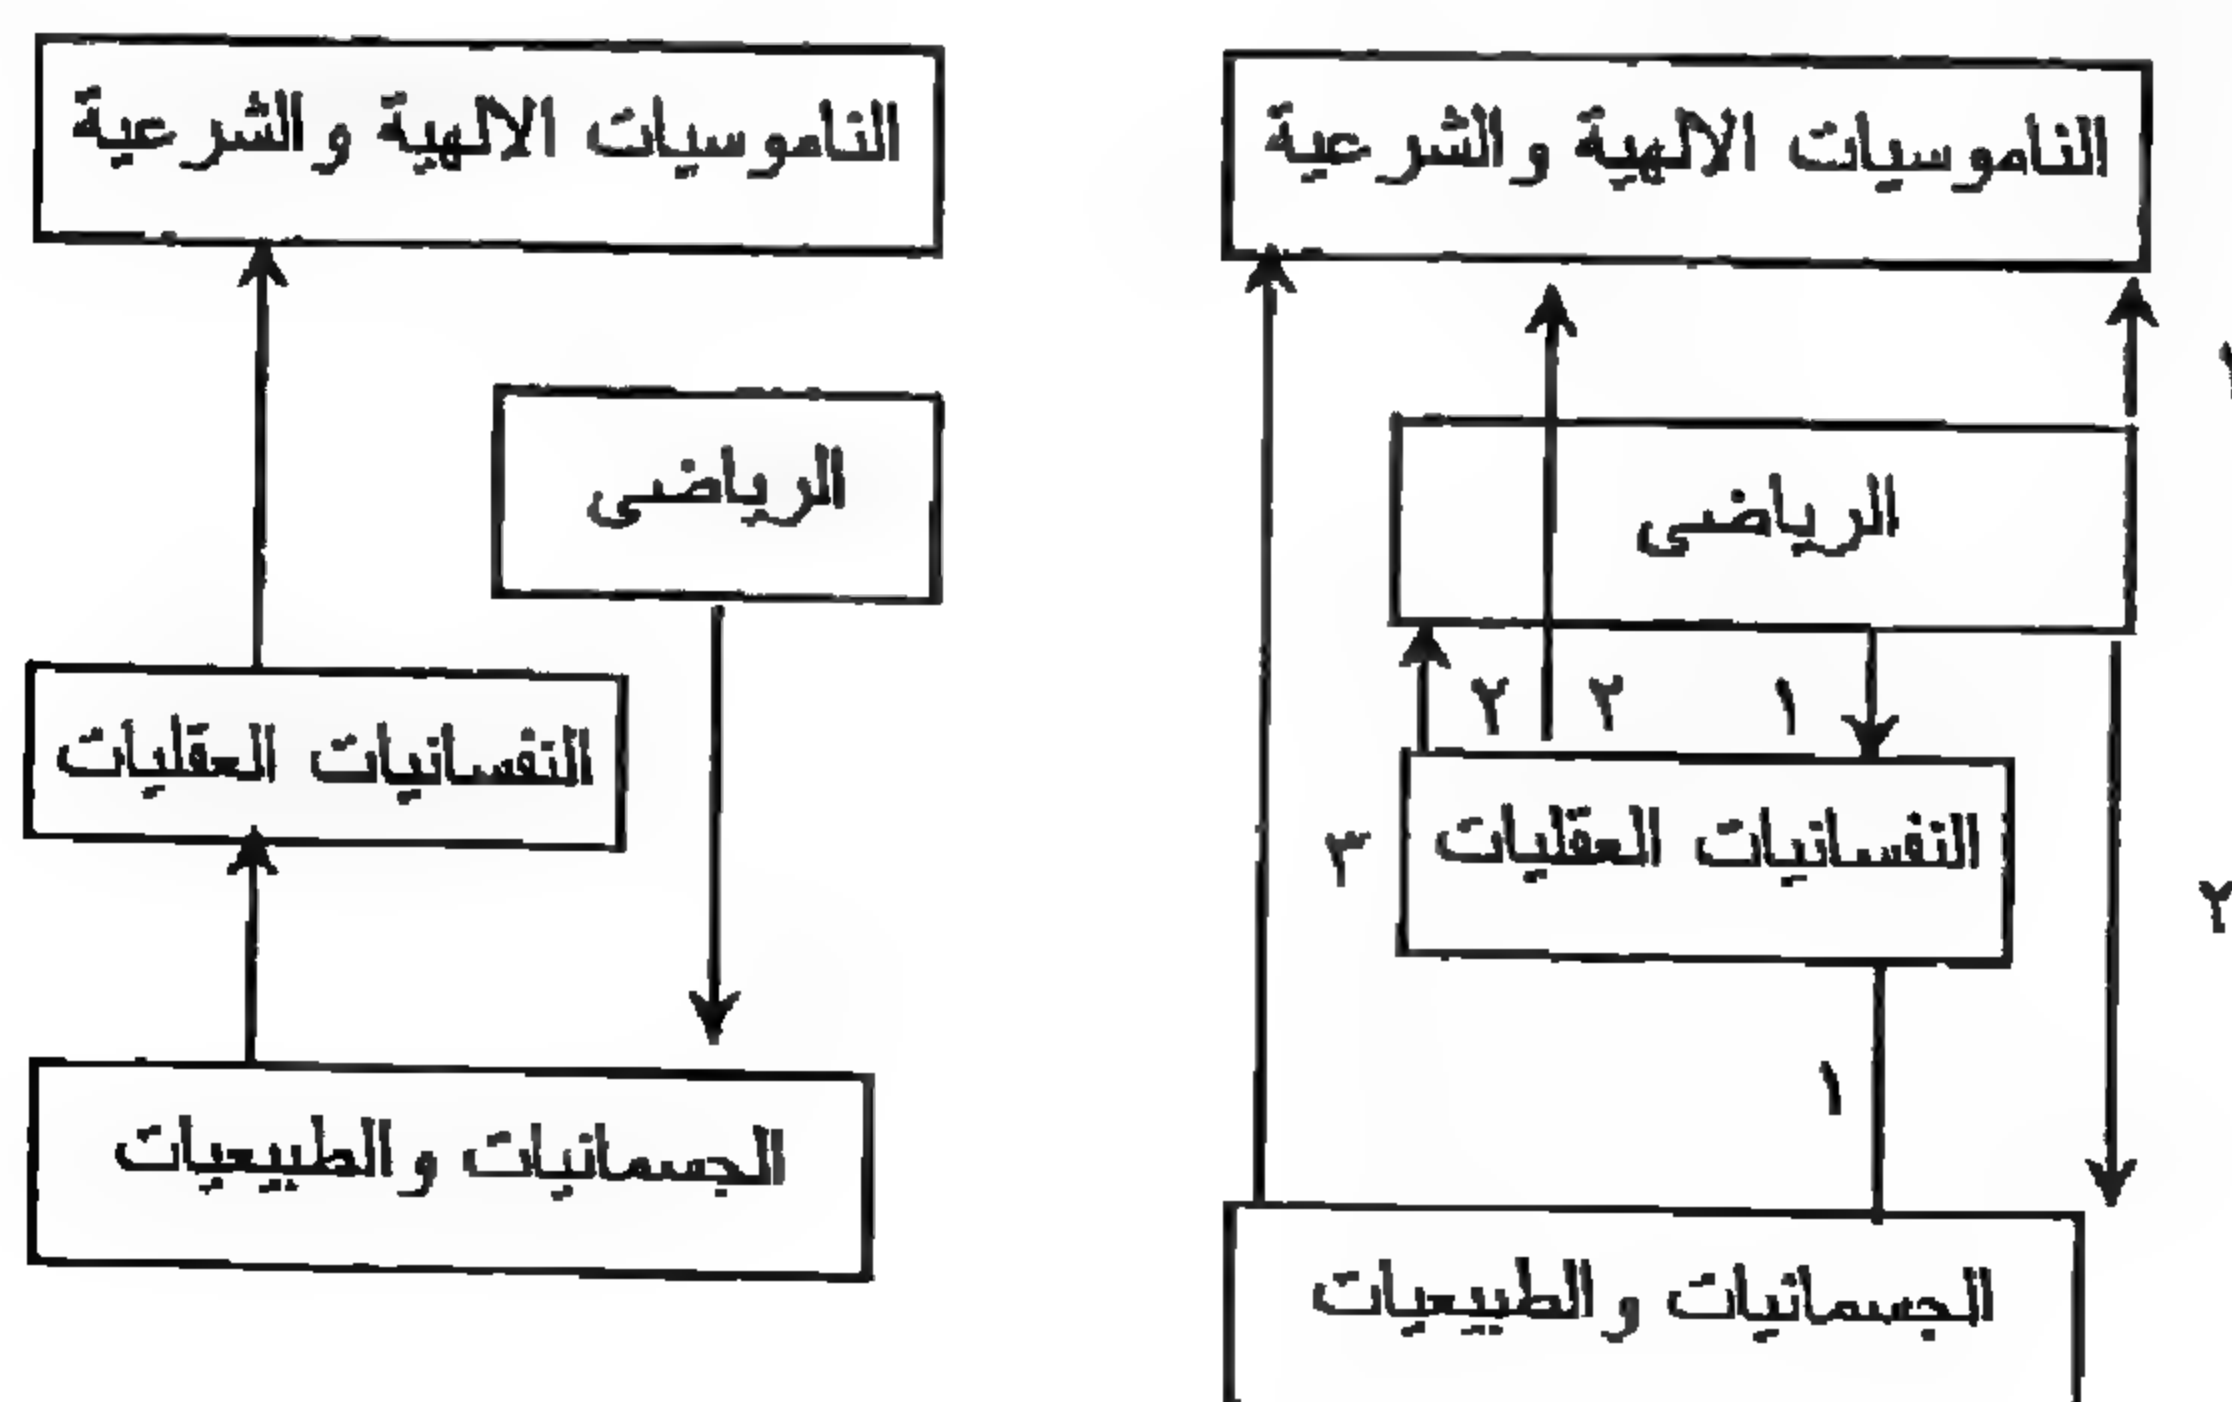 الناموسيات الالهية والشرعية
١
الرياضى
١
٢
٢
النفسانيات العقليات
٣
٢
١
الجسمانيات والطبيعيات
الناموسيات الالهية والشرعية
الرياضى
النفسانيات العقليات
الجسمانيات والطبيعيات